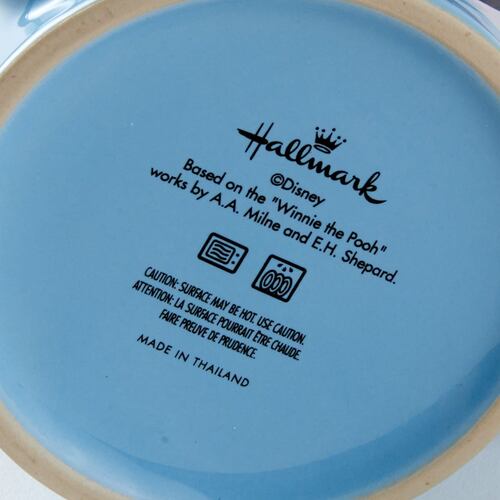 Hallmark
©Disney
Based on the "Winnie the Pooh"
works by A.A. Milne and E.H. Shepard.
CAUTION: SURFACE MAY BE HOT. USE CAUTION.
ATTENTION: LA SURFACE POURRAIT ÊTRE CHAUDE.
FAIRE PREUVE DE PRUDENCE.
MADE IN THAILAND